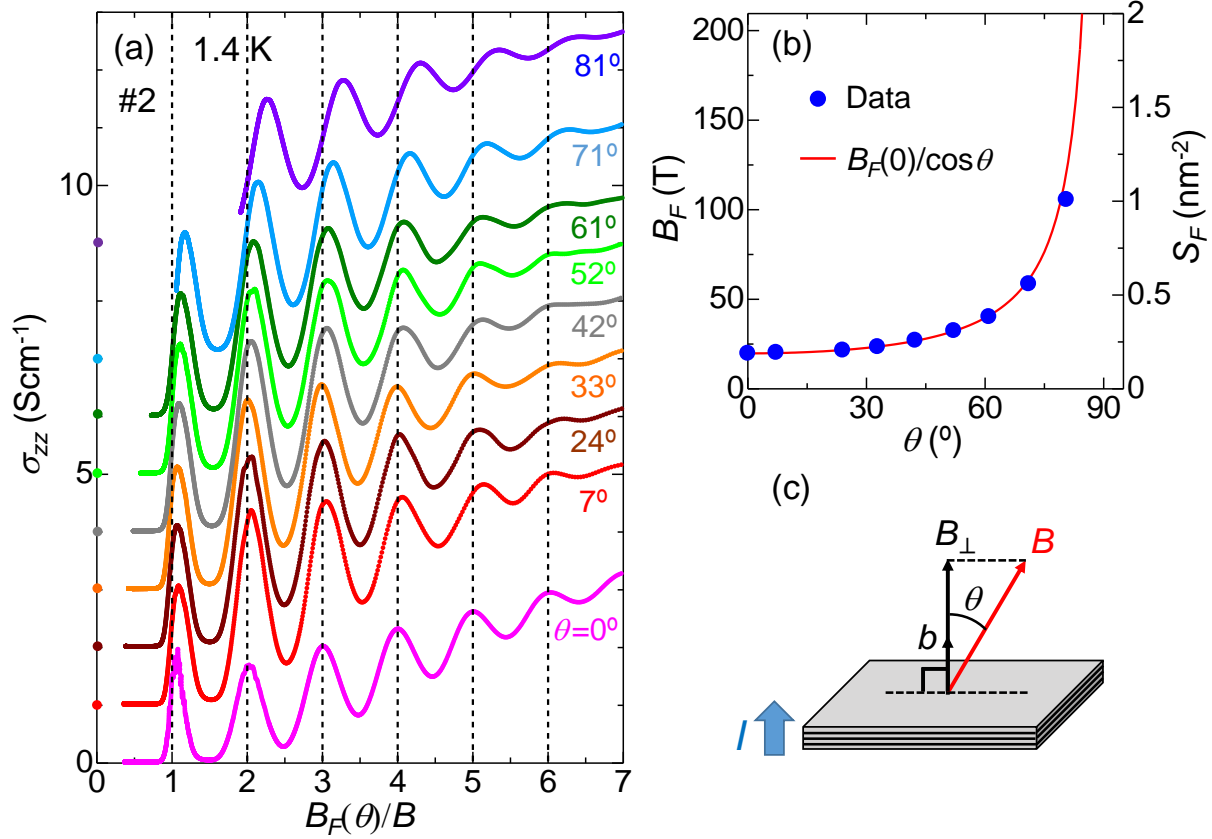 (a)
1.4 K
#2
81º
71º
61º
52º
42º
33º
24º
7º
θ=0º
10
5
0
σzz (Scm-1)
0 1 2 3 4 5 6 7
BF(θ)/B
(b)
Data
BF(0)/cosθ
200
150
100
50
0
BF (T)
2
1.5
1
0.5
0
SF (nm-2)
0 30 60 90
θ (º)
(c)
B⊥
B
θ
b
I